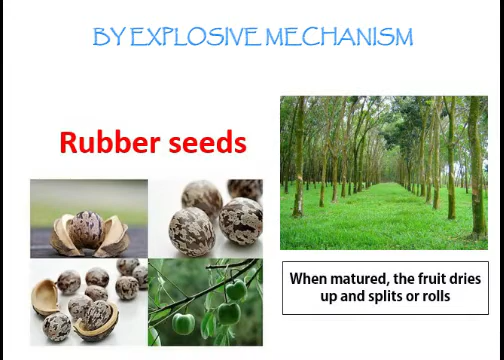 BY EXPLOSIVE MECHANISM
Rubber seeds
When matured, the fruit dries
up and splits or rolls